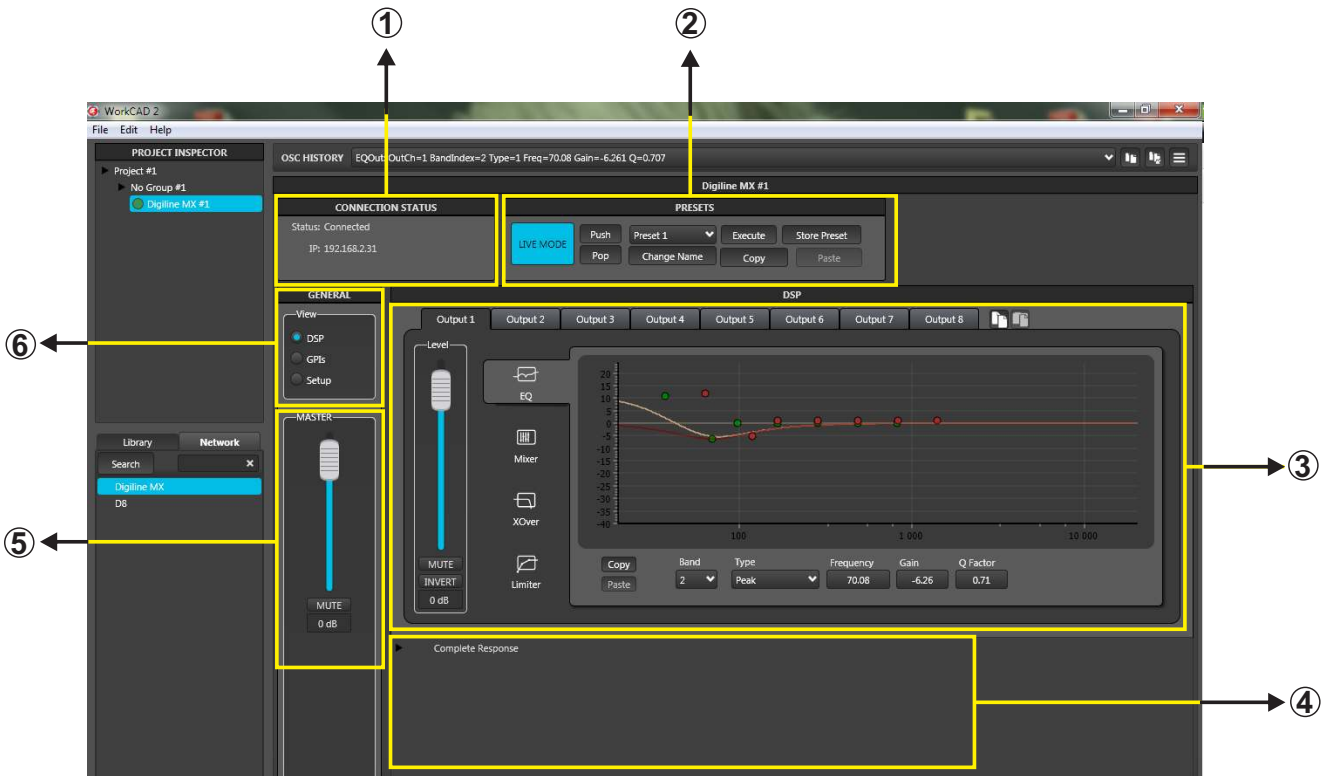 ① ②
WorkCAD 2
File Edit Help
PROJECT INSPECTOR
Project #1
No Group #1
Digiline MX #1
OSC HISTORY EQOut: OutCh=1 BandIndex=2 Type=1 Freq=70.08 Gain=-6.261 Q=0.707
Digiline MX #1
CONNECTION STATUS
Status: Connected
IP: 192.168.2.31
PRESETS
LIVE MODE
Push Preset 1 Execute Store Preset
Pop Change Name Copy Paste
GENERAL
View
DSP
GPIs
Setup
⑥
DSP
Output 1 Output 2 Output 3 Output 4 Output 5 Output 6 Output 7 Output 8
Level
MUTE
INVERT
0 dB
EQ
Mixer
XOver
Limiter
20
15
10
5
0
-5
-10
-15
-20
-25
-30
-35
-40
100 1 000 10 000
Copy
Paste
Band Type Frequency Gain Q Factor
2 Peak 70.08 -6.26 0.71
③
MASTER
MUTE
0 dB
Library Network
Search
Digiline MX
D8
⑤
Complete Response
④